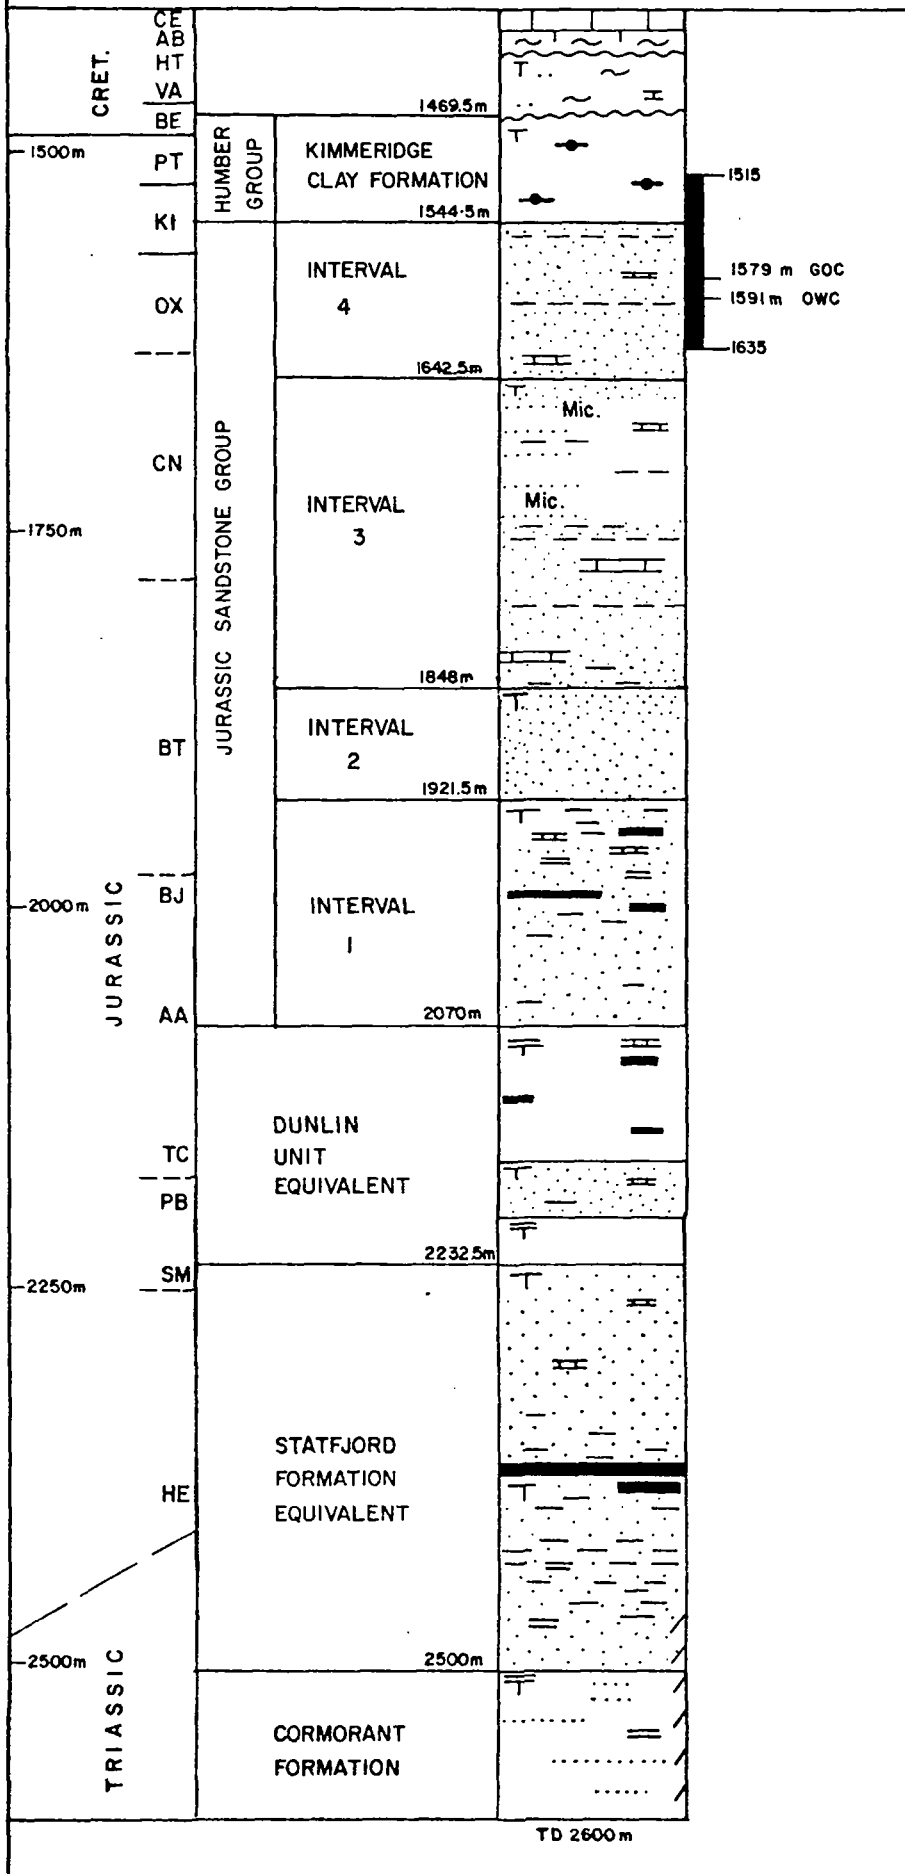 CE
AB
HT
VA
BE
CRET.
1469.5m
1500m
PT
KI
OX
CN
1750m
BT
BJ
2000m
JURASSIC
AA
TC
PB
SM
2250m
HE
2500m
TRIASSIC
HUMBER
GROUP
KIMMERIDGE
CLAY FORMATION
1544.5m
JURASSIC SANDSTONE GROUP
INTERVAL
4
1642.5m
INTERVAL
3
1848m
INTERVAL
2
1921.5m
INTERVAL
1
2070m
DUNLIN
UNIT
EQUIVALENT
2232.5m
STATFJORD
FORMATION
EQUIVALENT
2500m
CORMORANT
FORMATION
Mic.
Mic.
1515
1579 m GOC
1591m OWC
1635
TD 2600m